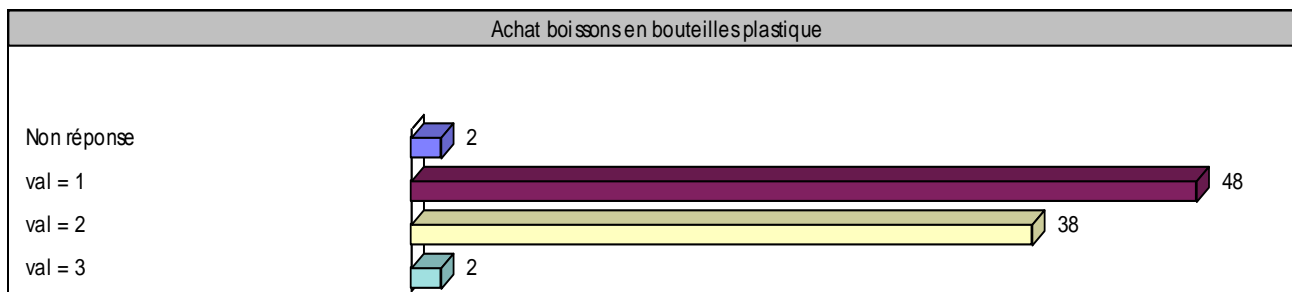 Achat boissons en bouteilles plastique
Non réponse 2
val = 1 48
val = 2 38
val = 3 2